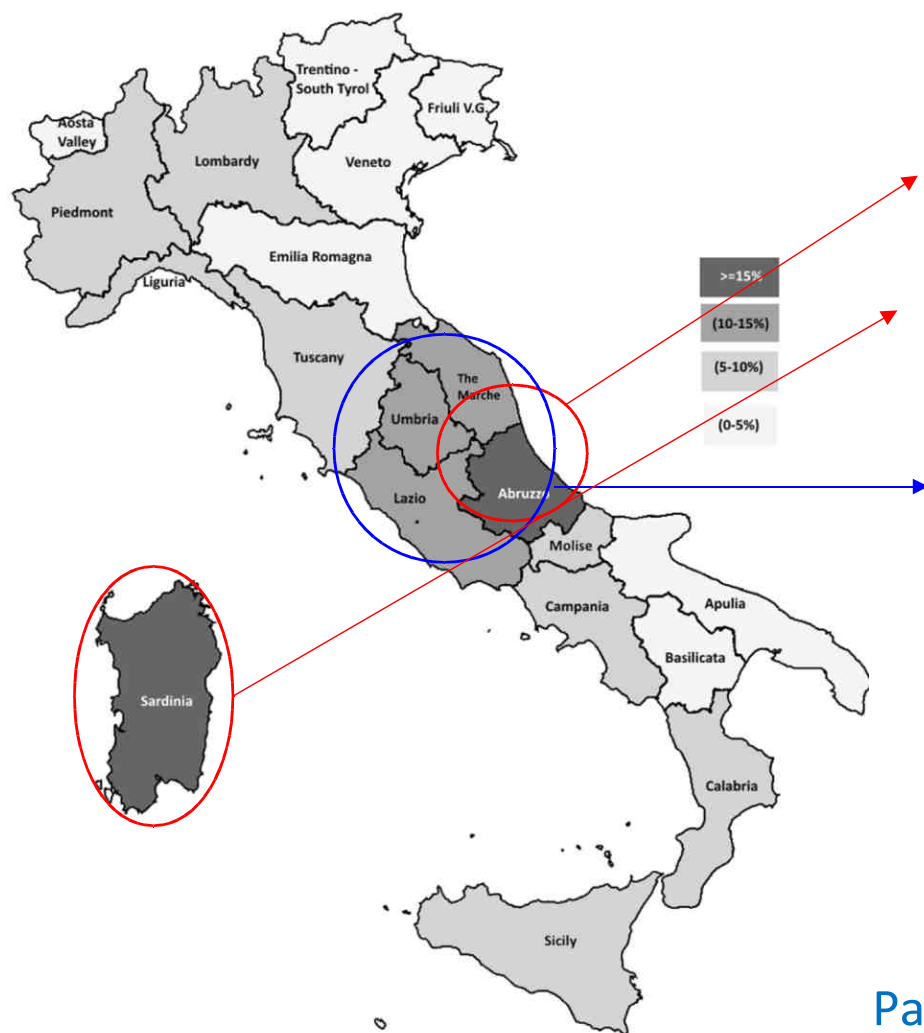 Trentino -
South Tyrol
Friuli V.G.
Aosta
Valley
Lombardy
Veneto
Piedmont
Emilia Romagna
Liguria
>=15%
(10-15%)
(5-10%)
(0-5%)
Tuscany
The
Marche
Umbria
Lazio
Abruzzo
Molise
Campania
Apulia
Basilicata
Sardinia
Calabria
Sicily
Pa